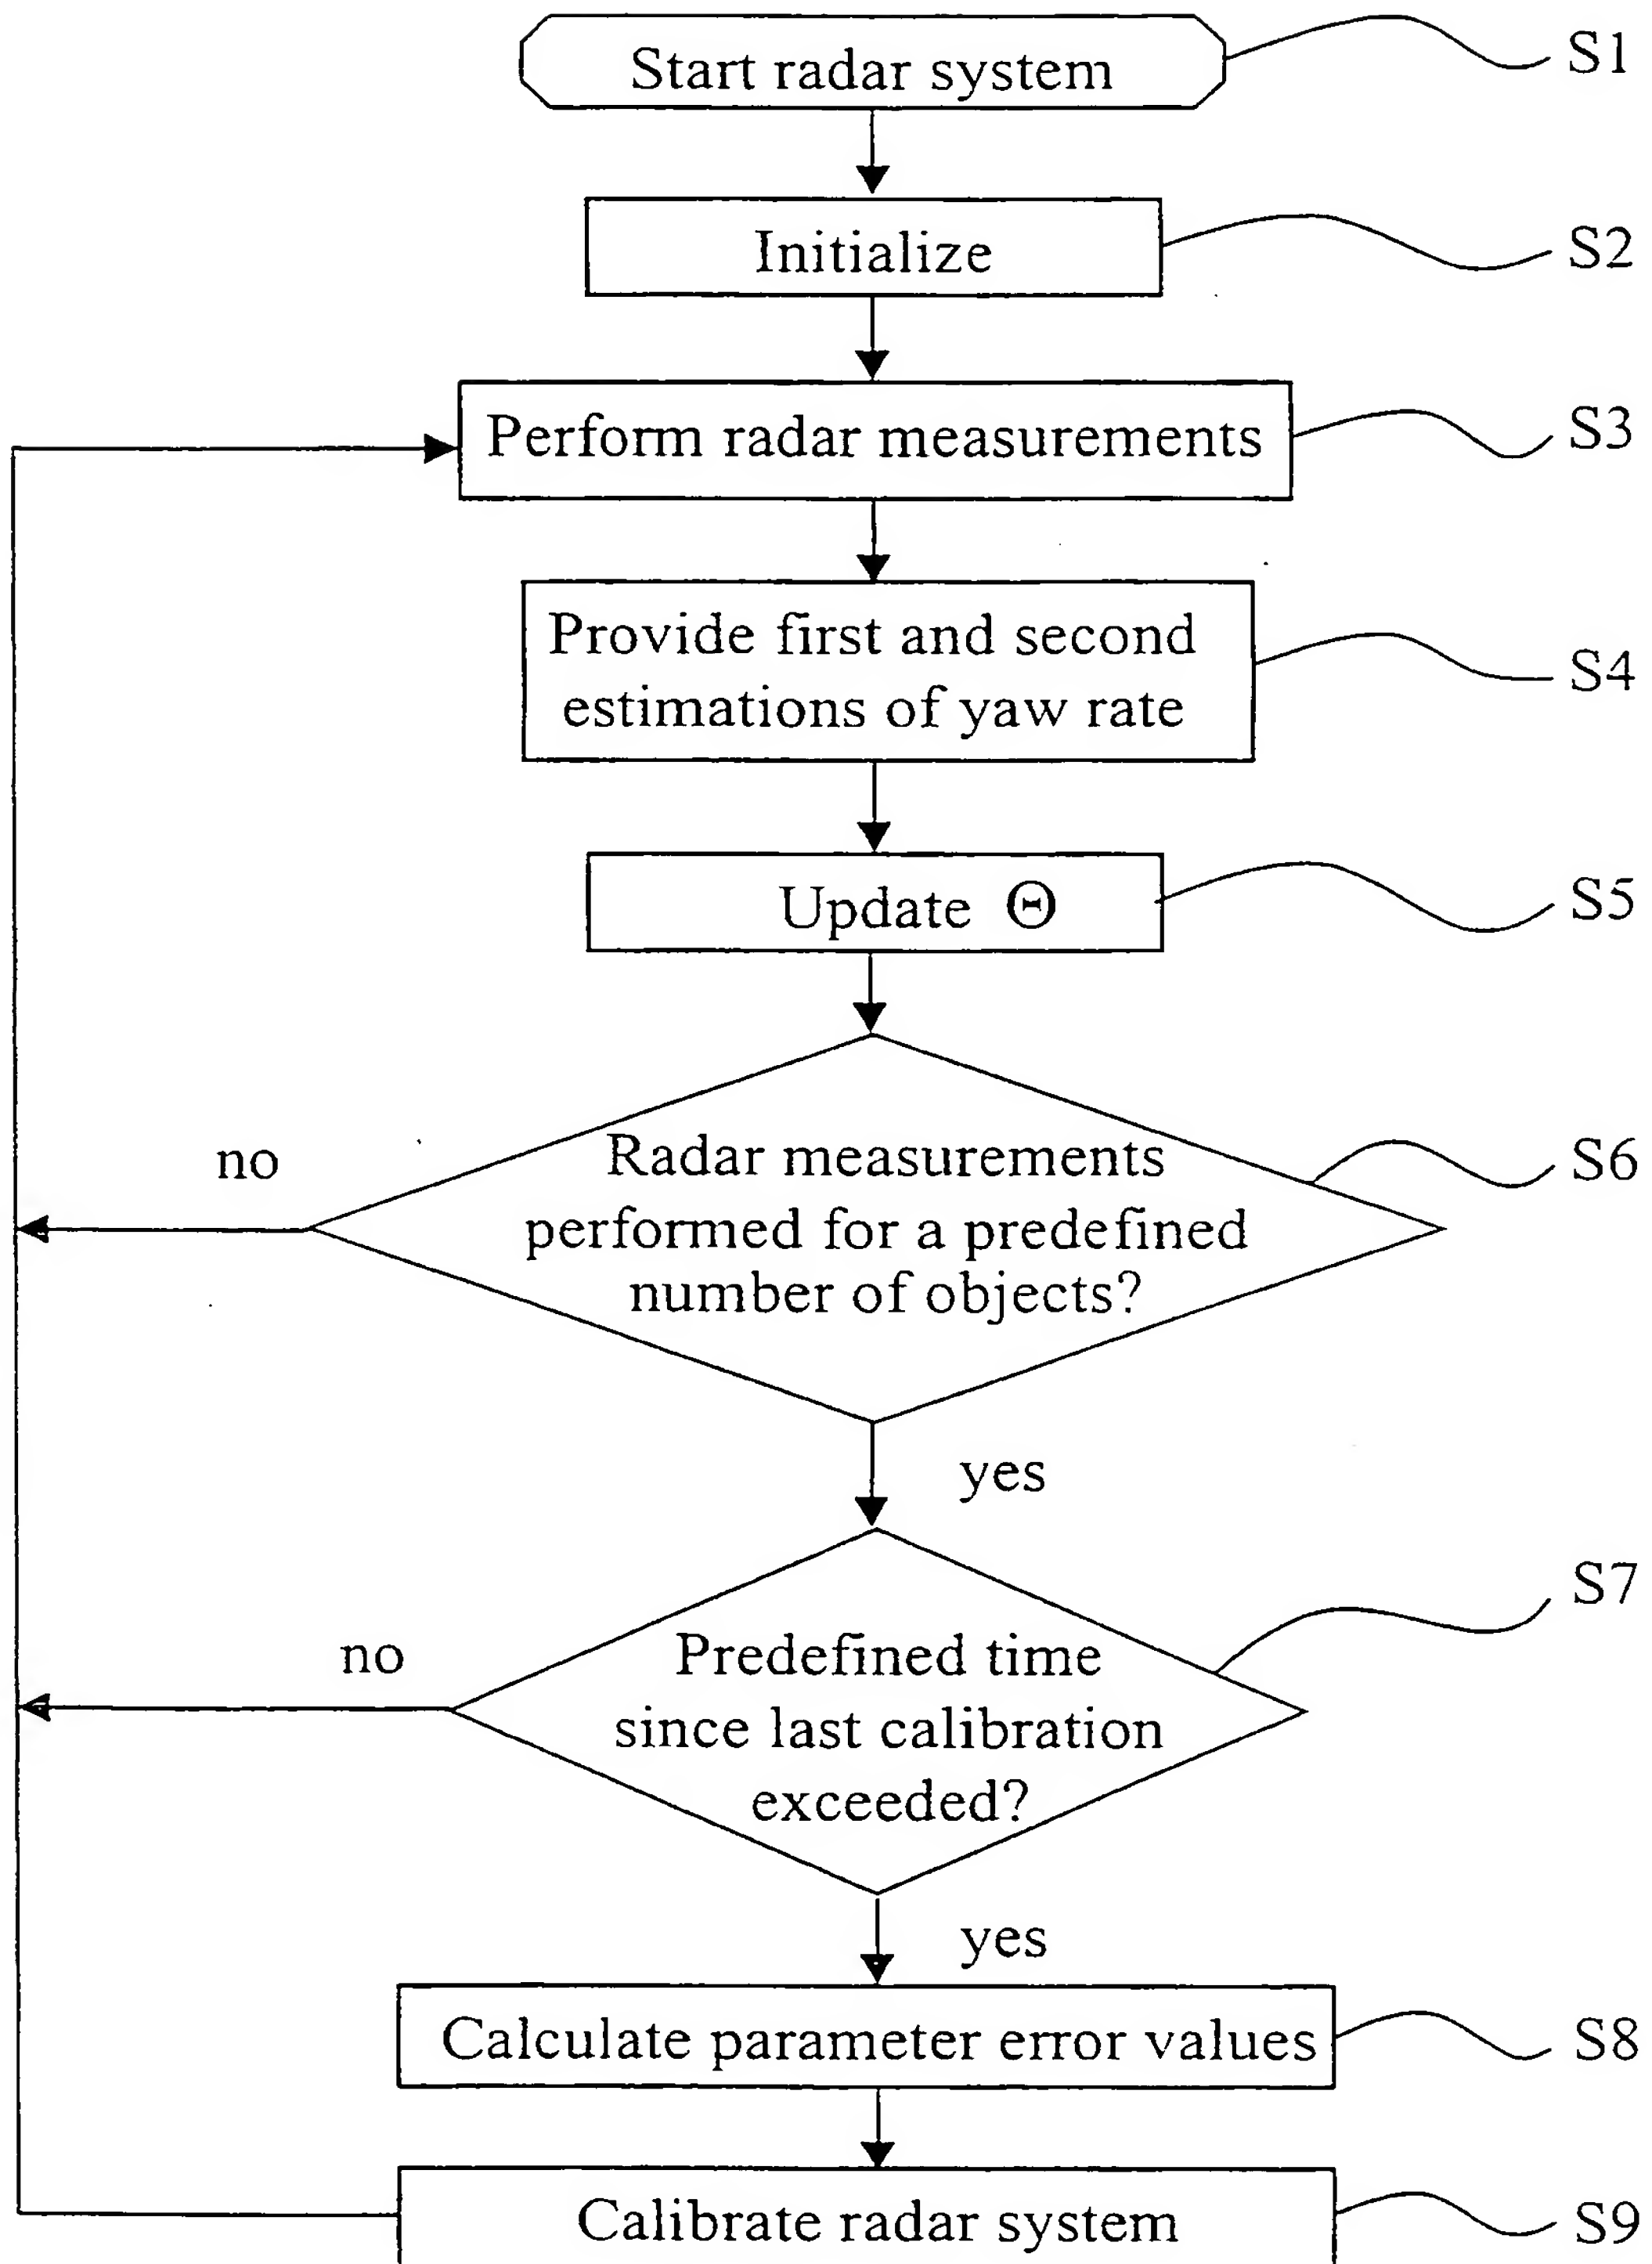 Start radar system
S1
Initialize
S2
Perform radar measurements
S3
Provide first and second
estimations of yaw rate
S4
Update Θ
S5
no
Radar measurements
performed for a predefined
number of objects?
S6
yes
no
Predefined time
since last calibration
exceeded?
S7
yes
Calculate parameter error values
S8
Calibrate radar system
S9